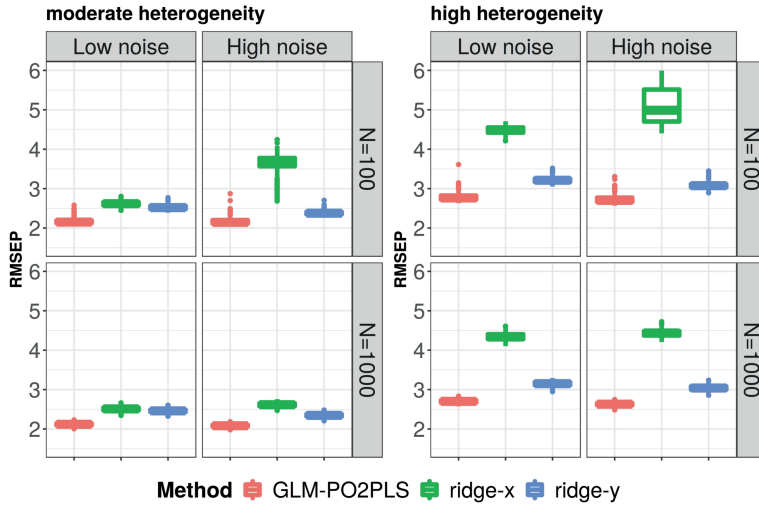 moderate heterogeneity
Low noise
High noise
RMSEP
6
5
4
3
2
N=100
6
5
4
3
2
N=1000
high heterogeneity
Low noise
High noise
RMSEP
6
5
4
3
2
N=100
6
5
4
3
2
N=1000
Method GLM-PO2PLS ridge-x ridge-y